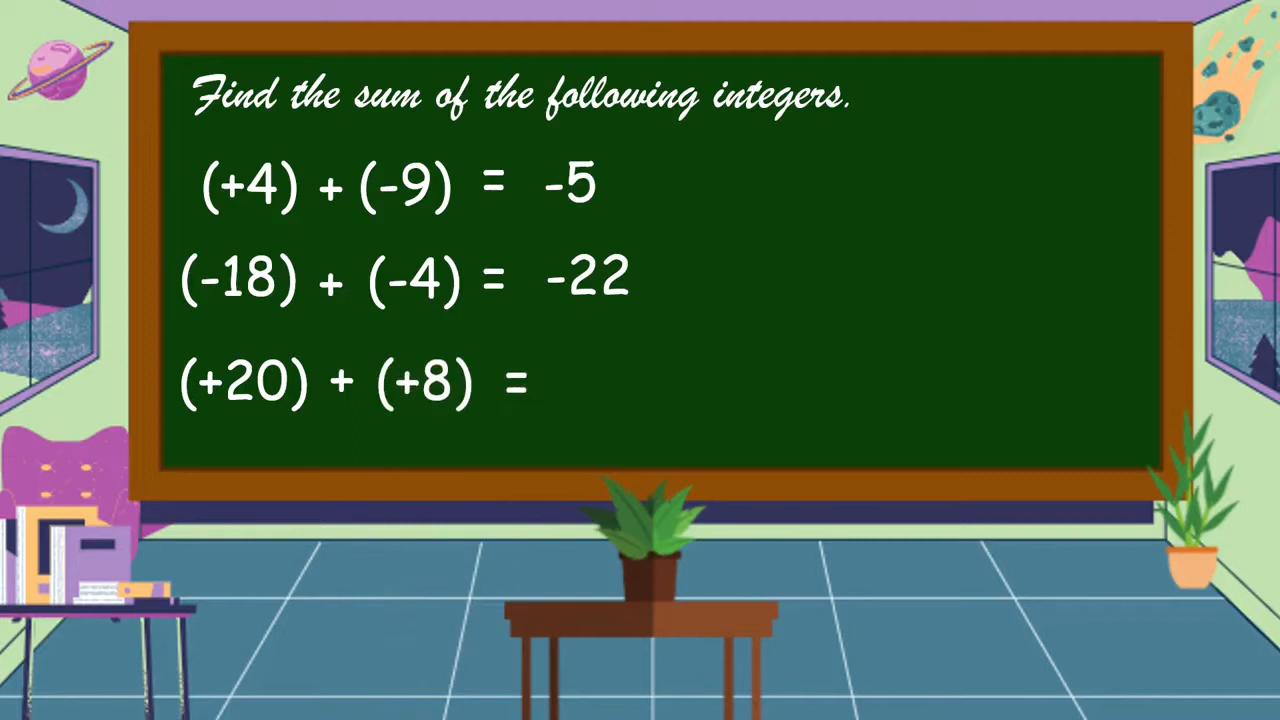 Find the sum of the following integers.
(+4) + (-9) = -5
(-18) + (-4) = -22
(+20) + (+8) =